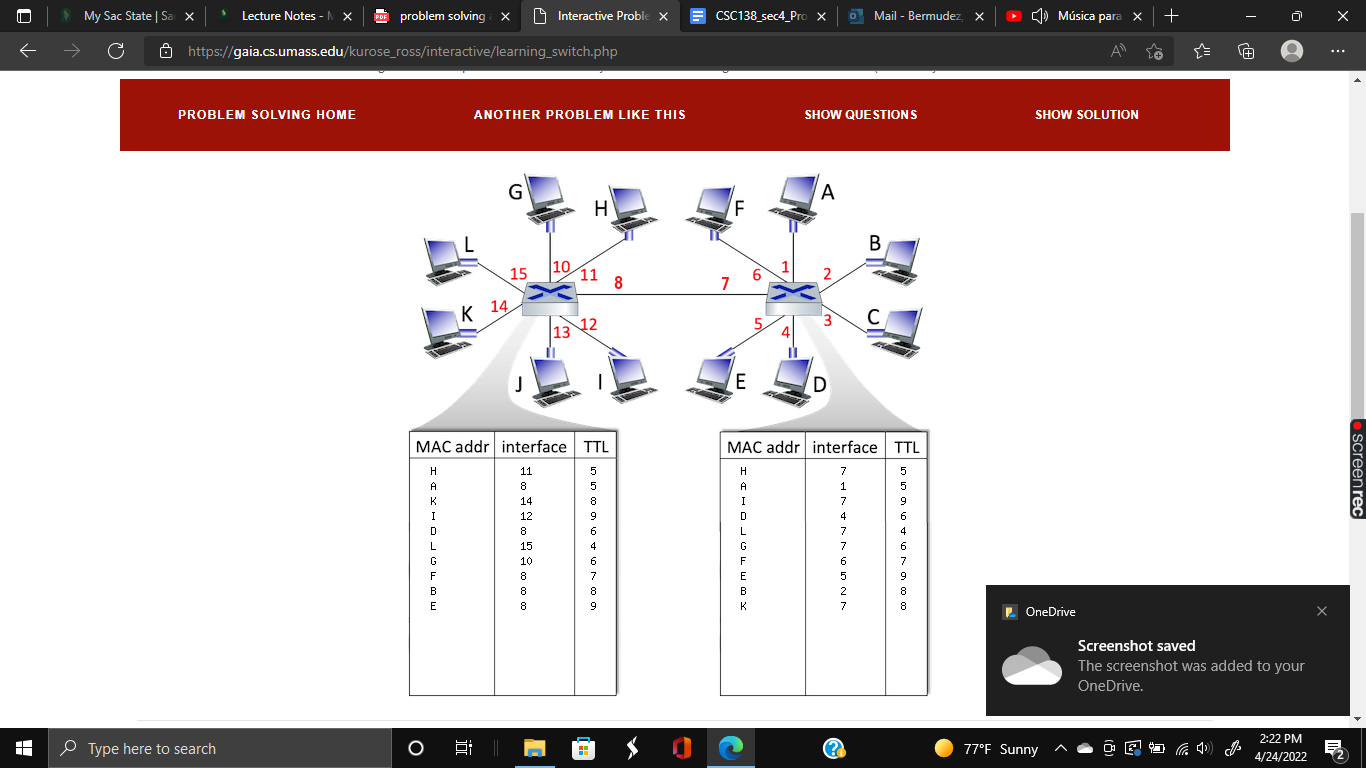 My Sac State | Sa
Lecture Notes -
problem solving
Interactive Proble
CSC138_sec4_Pro
Mail - Bermudez,
Música para
https://gaia.cs.umass.edu/kurose_ross/interactive/learning_switch.php
PROBLEM SOLVING HOME ANOTHER PROBLEM LIKE THIS SHOW QUESTIONS SHOW SOLUTION
G H F A
L B
15 10 11 8 7 6 1 2
14 K C
13 12 5 4 3
J I E D
MAC addr interface TTL
H 11 5
A 8 5
K 14 8
I 12 9
D 8 6
L 15 4
G 10 6
F 8 7
B 8 8
E 8 9
MAC addr interface TTL
H 7 5
A 1 5
I 7 9
D 4 6
L 7 4
G 7 6
F 6 7
E 5 9
B 2 8
K 7 8
screenrec
OneDrive
Screenshot saved
The screenshot was added to your
OneDrive.
Type here to search
77°F Sunny
2:22 PM
4/24/2022
2